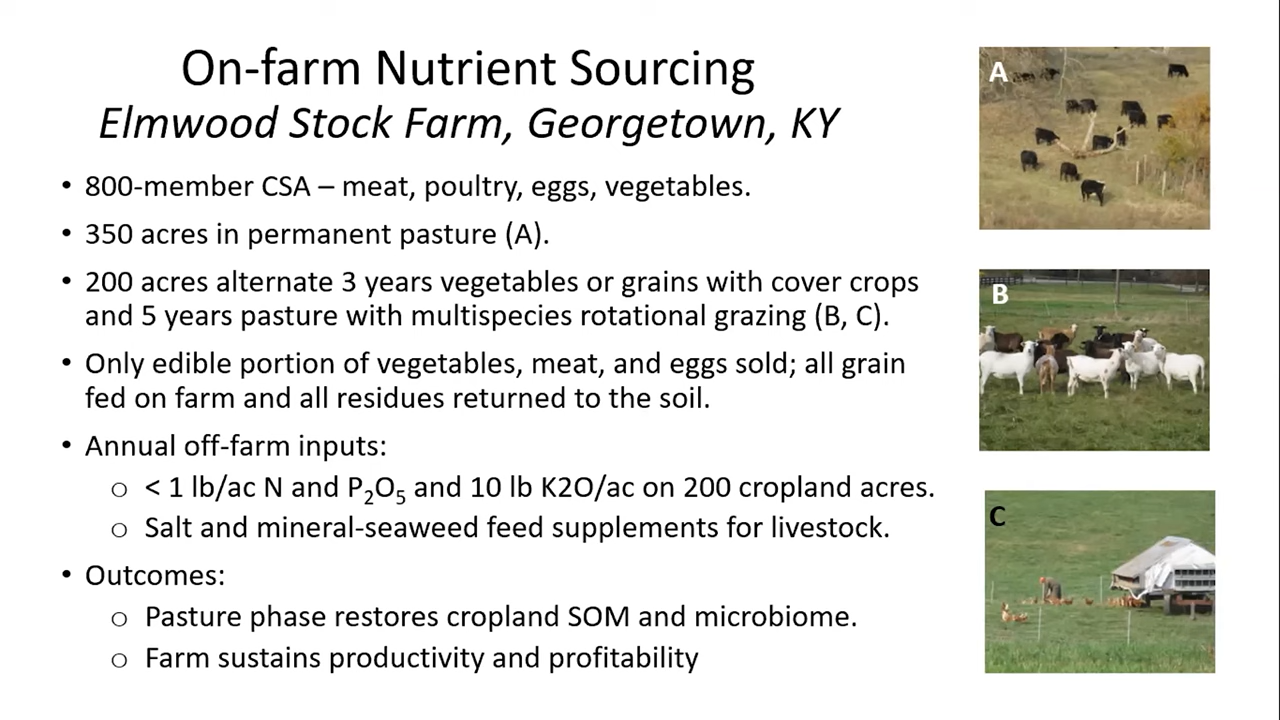 On-farm Nutrient Sourcing
Elmwood Stock Farm, Georgetown, KY
• 800-member CSA – meat, poultry, eggs, vegetables.
• 350 acres in permanent pasture (A).
• 200 acres alternate 3 years vegetables or grains with cover crops
and 5 years pasture with multispecies rotational grazing (B, C).
• Only edible portion of vegetables, meat, and eggs sold; all grain
fed on farm and all residues returned to the soil.
• Annual off-farm inputs:
○ < 1 lb/ac N and P₂O₅ and 10 lb K2O/ac on 200 cropland acres.
○ Salt and mineral-seaweed feed supplements for livestock.
• Outcomes:
○ Pasture phase restores cropland SOM and microbiome.
○ Farm sustains productivity and profitability
A
B
C